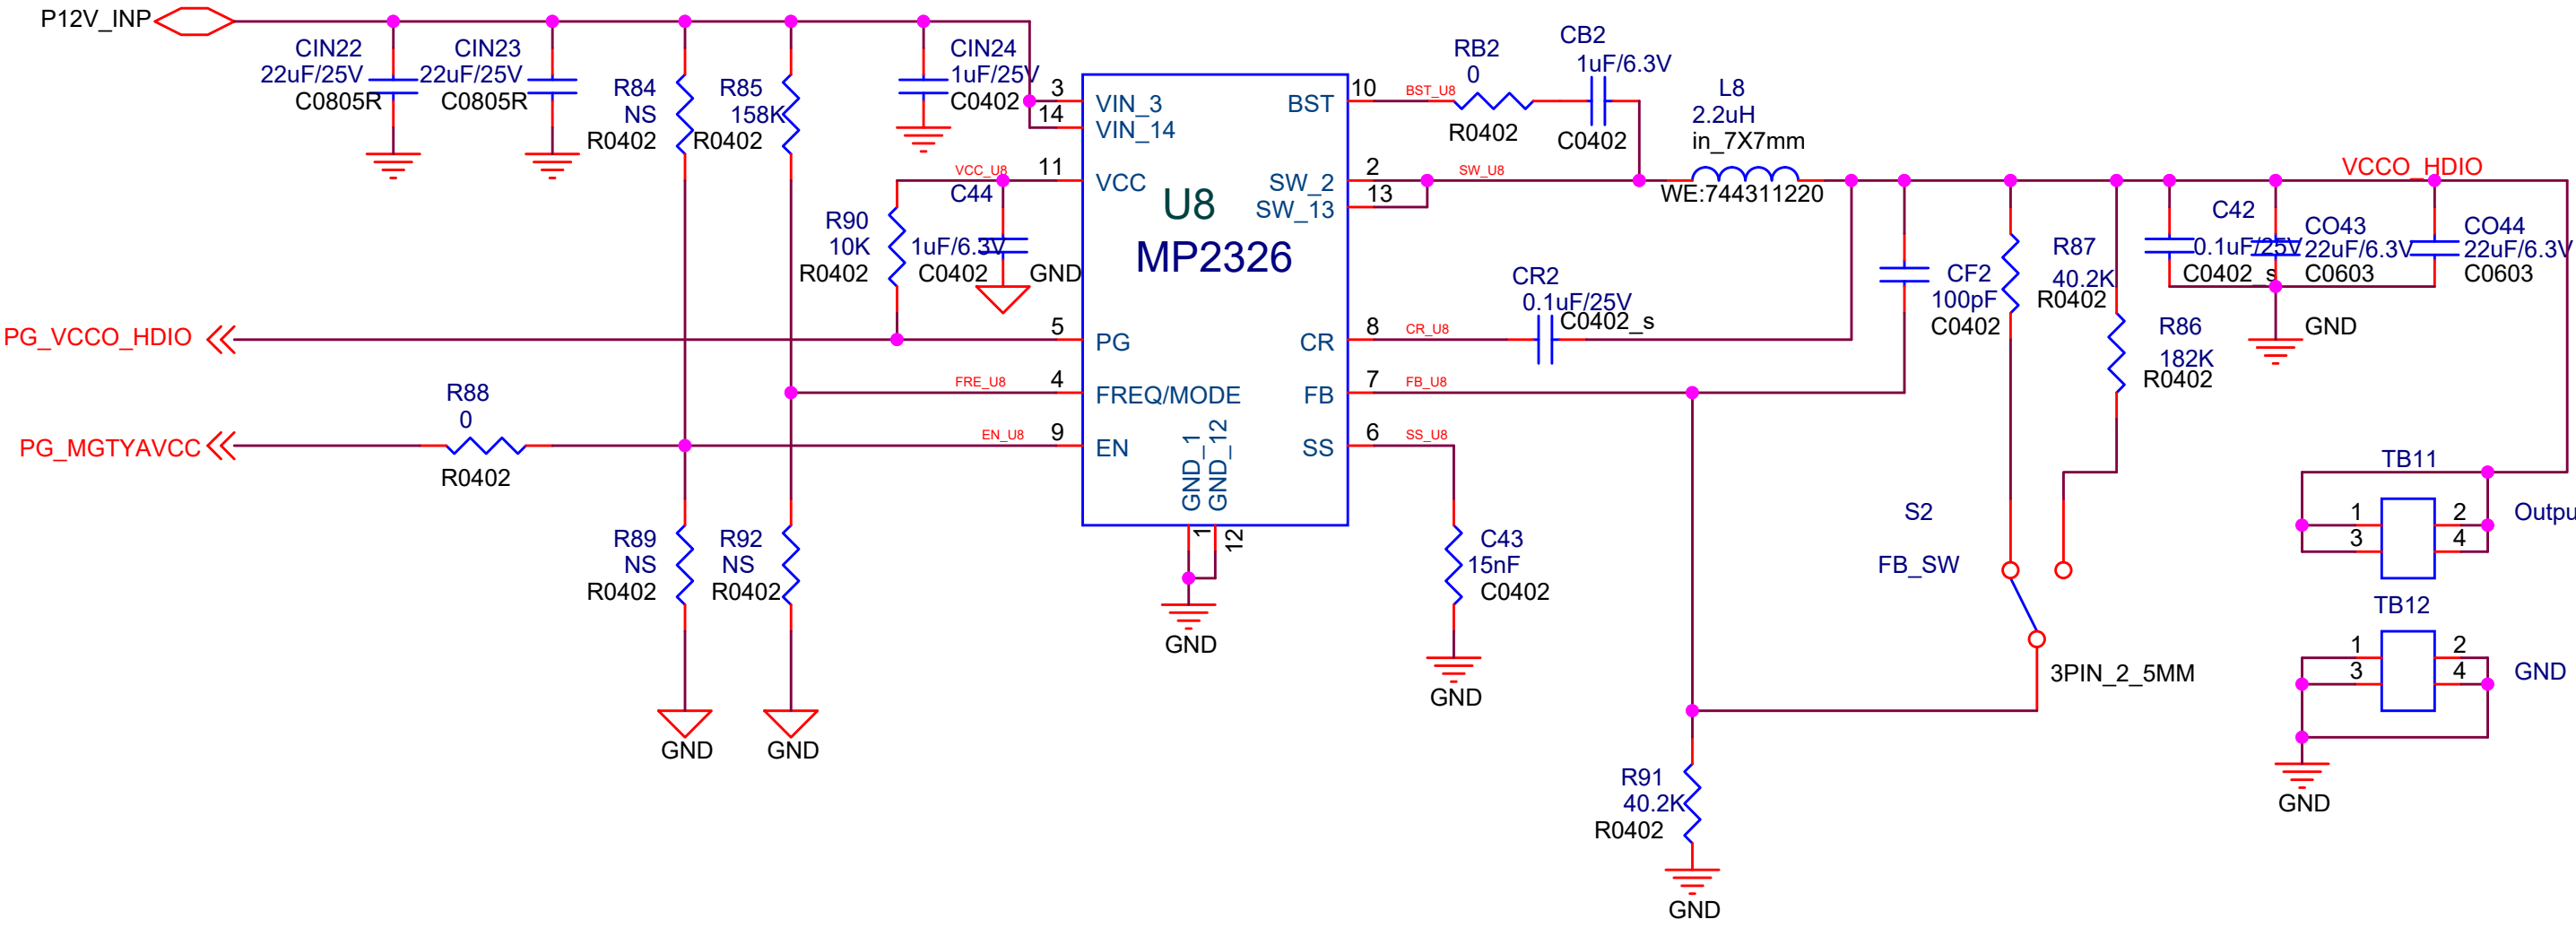 P12V_INP
CIN22
22uF/25V
C0805R
CIN23
22uF/25V
C0805R
R84
NS
R0402
R85
158K
R0402
CIN24
1uF/25V
C0402
VCC_U8
C44
1uF/6.3V
C0402
GND
R90
10K
R0402
PG_VCCO_HDIO
FRE_U8
R88
0
R0402
PG_MGTYAVCC
EN_U8
R89
NS
R0402
GND
R92
NS
R0402
GND
3
14
11
5
4
9
VIN_3
VIN_14
VCC
PG
FREQ/MODE
EN
U8
MP2326
BST
SW_2
SW_13
CR
FB
SS
GND_1
GND_12
1
12
GND
10
2
13
8
7
6
BST_U8
RB2
0
R0402
CB2
1uF/6.3V
C0402
SW_U8
L8
2.2uH
in_7X7mm
WE:744311220
CR_U8
CR2
0.1uF/25V
C0402_s
FB_U8
SS_U8
C43
15nF
C0402
GND
CF2
100pF
C0402
R87
40.2K
R0402
R86
182K
R0402
VCCO_HDIO
C42
0.1uF/25V
C0402_s
CO43
22uF/6.3V
C0603
CO44
22uF/6.3V
C0603
GND
S2
FB_SW
3PIN_2_5MM
R91
40.2K
R0402
GND
TB11
1
3
2
4
Outpu
TB12
1
3
2
4
GND
GND